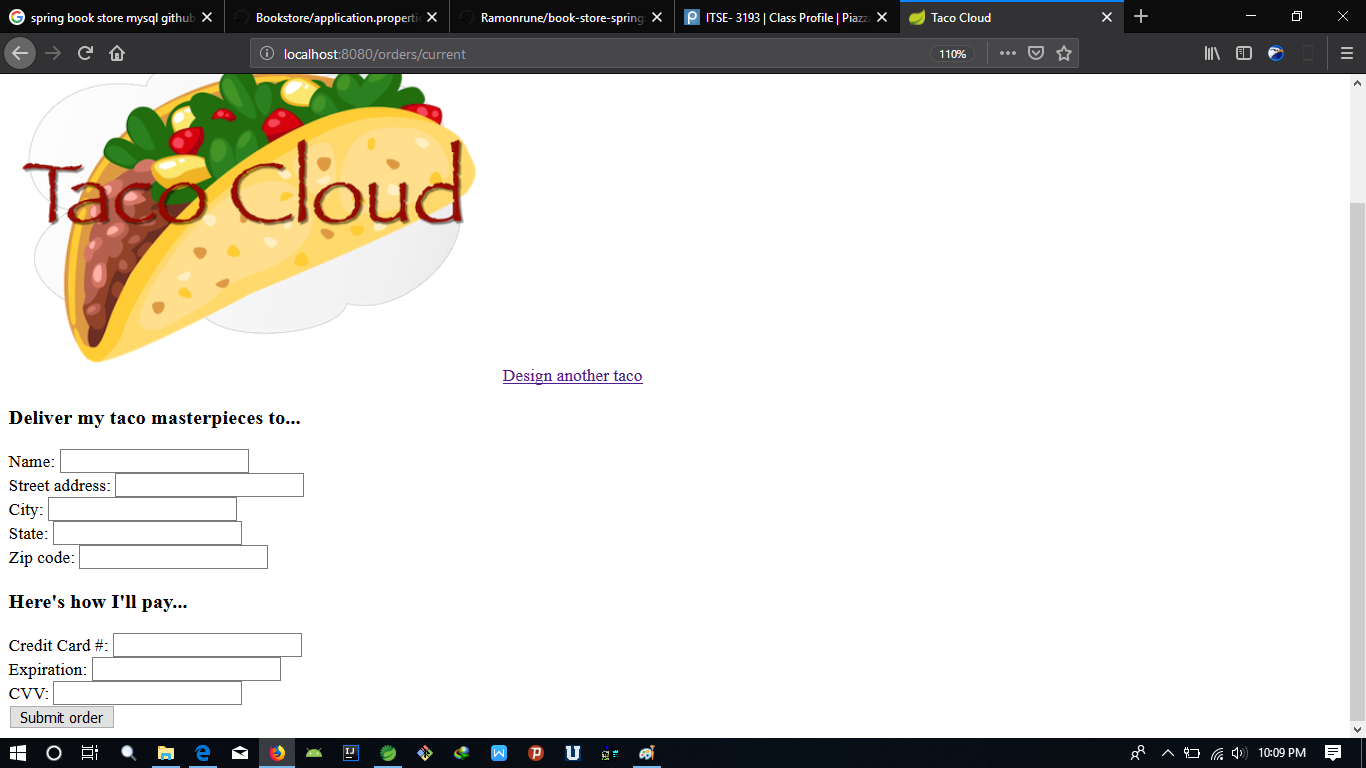 spring book store mysql github
Bookstore/application.properti
Ramonrune/book-store-spring
ITSE- 3193 | Class Profile | Piazz
Taco Cloud
localhost:8080/orders/current
110%
Taco Cloud
Design another taco
Deliver my taco masterpieces to...
Name:
Street address:
City:
State:
Zip code:
Here's how I'll pay...
Credit Card #:
Expiration:
CVV:
Submit order
10:09 PM